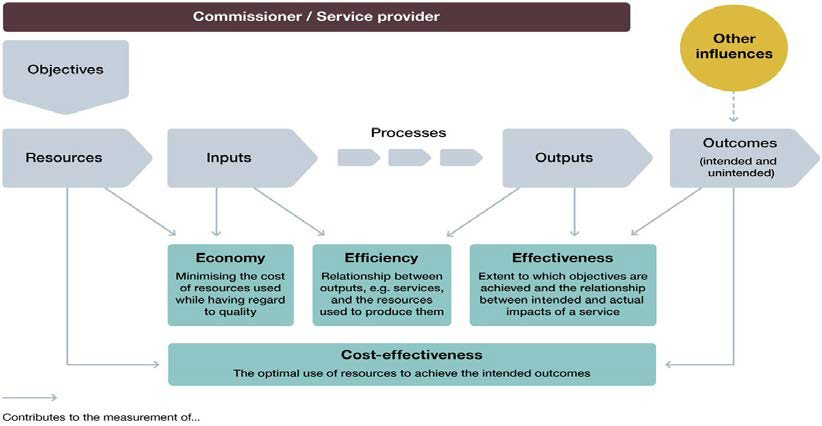 Commissioner / Service provider
Other
influences
Objectives
Resources
Inputs
Processes
Outputs
Outcomes
(intended and
unintended)
Economy
Minimising the cost
of resources used
while having regard
to quality
Efficiency
Relationship between
outputs, e.g. services,
and the resources
used to produce them
Effectiveness
Extent to which objectives are
achieved and the relationship
between intended and actual
impacts of a service
Cost-effectiveness
The optimal use of resources to achieve the intended outcomes
Contributes to the measurement of...